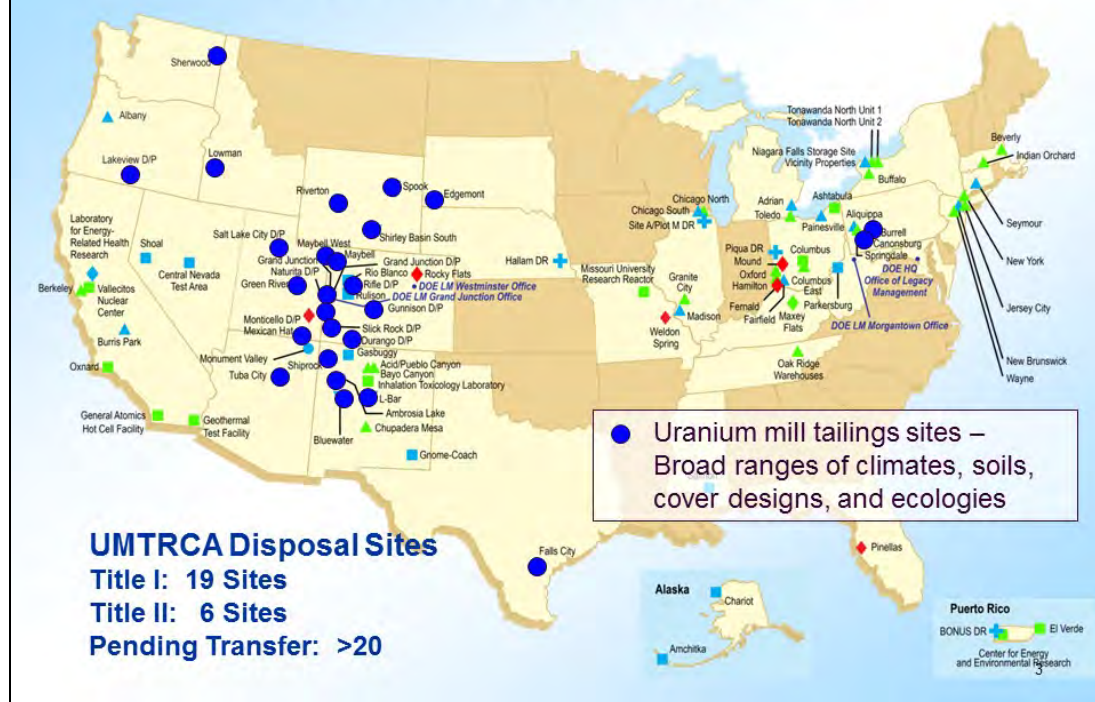 Sherwood
Albany
Lakeview D/P
Lowman
Laboratory
for Energy-
Related Health
Research
Shoal
Central Nevada
Test Area
Berkeley
Vallecitos
Nuclear
Center
Burris Park
Oxnard
General Atomics
Hot Cell Facility
Geothermal
Test Facility
Riverton
Spook
Edgemont
Shirley Basin South
Salt Lake City D/P
Maybell West
Maybell
Grand Junction
Grand Junction D/P
Naturita D/P
Rio Blanco
Rocky Flats
Green River
Rifle D/P
DOE LM Westminster Office
Rulison
DOE LM Grand Junction Office
Gunnison D/P
Monticello D/P
Mexican Hat
Slick Rock D/P
Durango D/P
Monument Valley
Gasbuggy
Shiprock
Acid/Pueblo Canyon
Bayo Canyon
Tuba City
Inhalation Toxicology Laboratory
L-Bar
Ambrosia Lake
Bluewater
Chupadera Mesa
Gnome-Coach
Hallam DR
Missouri University
Research Reactor
Weldon
Spring
Granite
City
Madison
Chicago North
Chicago South
Site A/Plot M DR
Adrian
Toledo
Ashtabula
Painesville
Aliquippa
Burrell
Canonsburg
Springdale
Piqua DR
Mound
Columbus
Oxford
Hamilton
Columbus
East
Fernald
Fairfield
Maxey
Flats
Parkersburg
Oak Ridge
Warehouses
Tonawanda North Unit 1
Tonawanda North Unit 2
Niagara Falls Storage Site
Vicinity Properties
Buffalo
Beverly
Indian Orchard
Seymour
New York
Jersey City
New Brunswick
Wayne
DOE HQ
Office of Legacy
Management
DOE LM Morgantown Office
Uranium mill tailings sites –
Broad ranges of climates, soils,
cover designs, and ecologies
Pinellas
Falls City
UMTRCA Disposal Sites
Title I: 19 Sites
Title II: 6 Sites
Pending Transfer: >20
Alaska
Chariot
Amchitka
Puerto Rico
BONUS DR
El Verde
Center for Energy
and Environmental Research
3